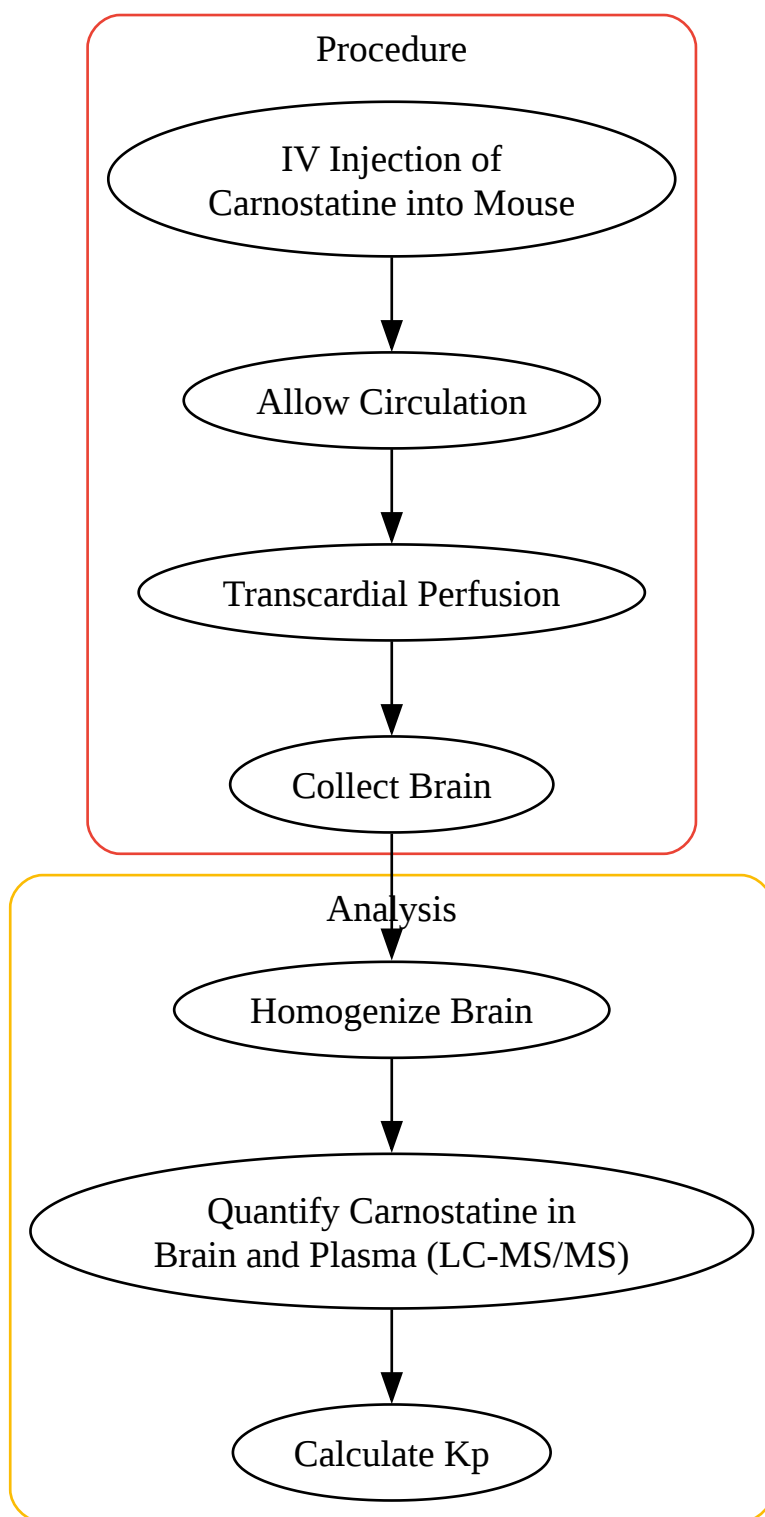 Procedure
IV Injection of
Carnostatine into Mouse
Allow Circulation
Transcardial Perfusion
Collect Brain
Analysis
Homogenize Brain
Quantify Carnostatine in
Brain and Plasma (LC-MS/MS)
Calculate Kp